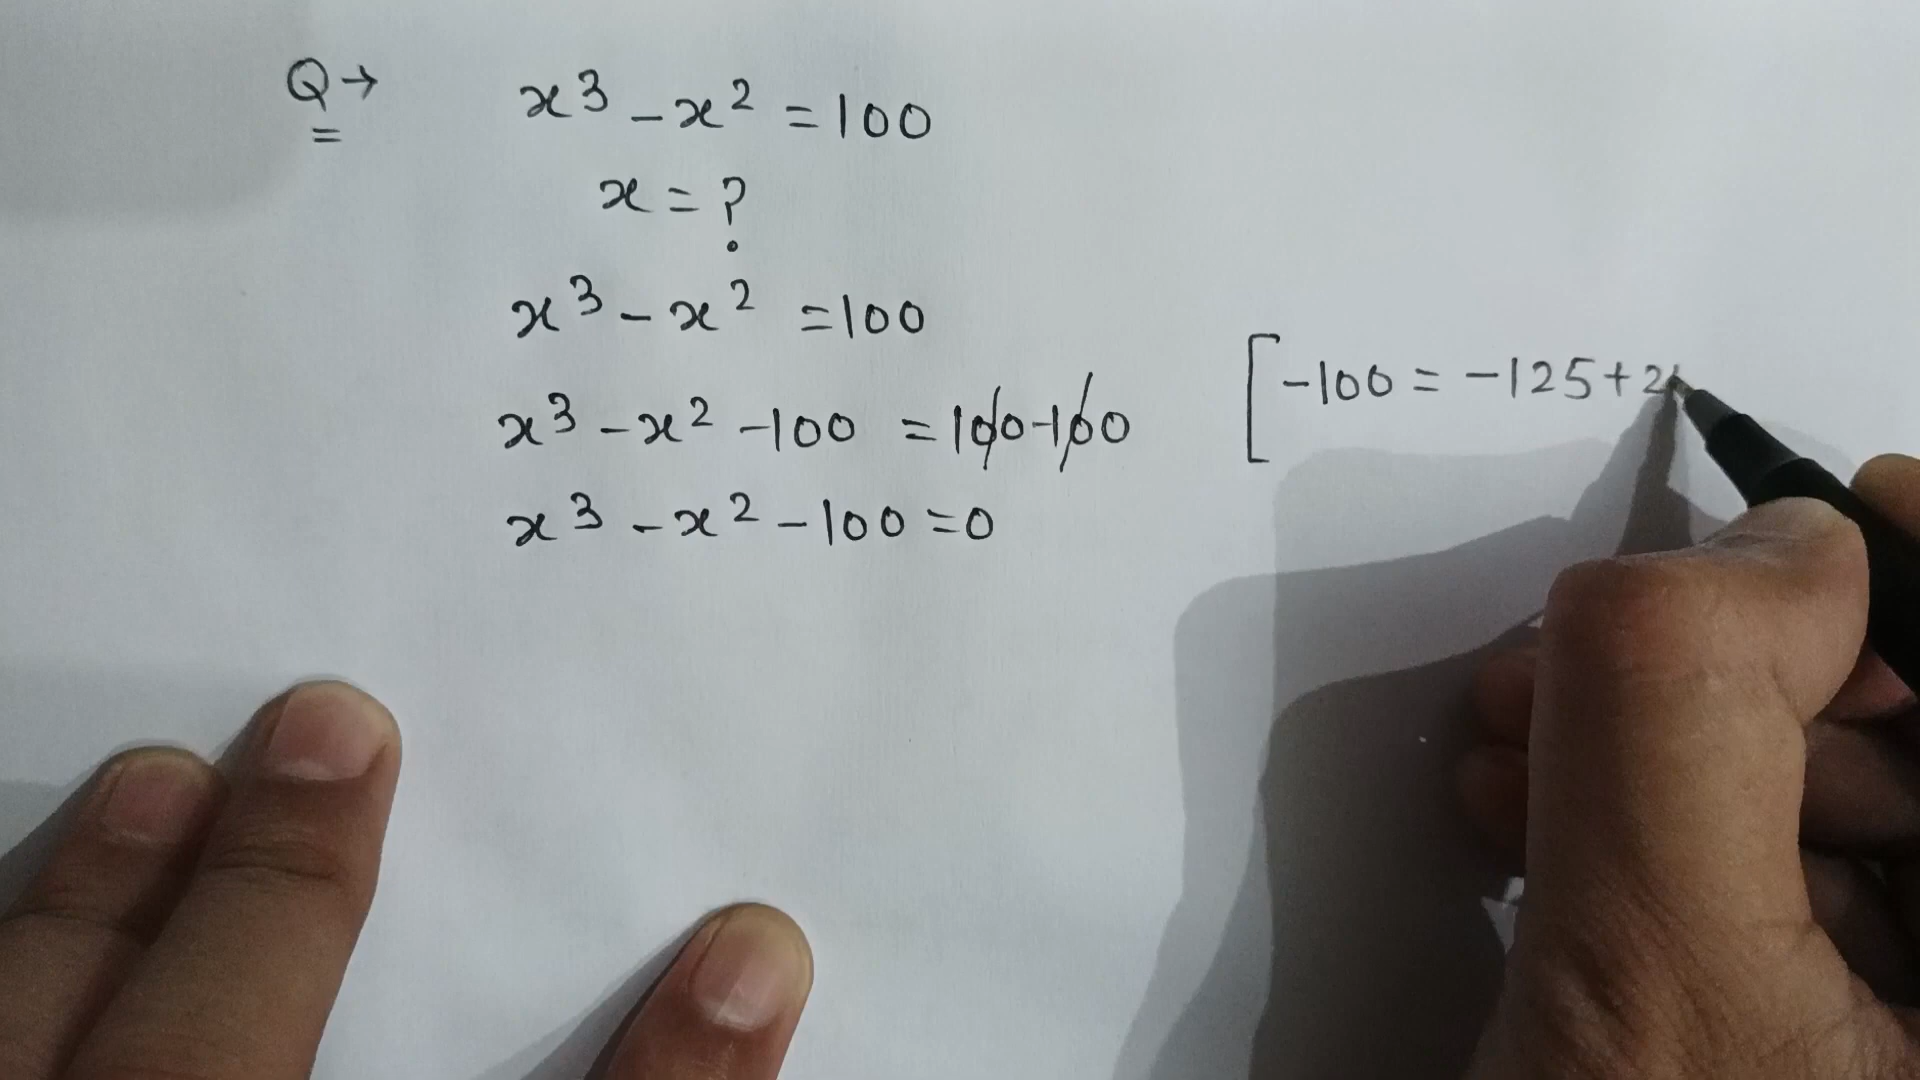 Q→ x³ - x² = 100
x = ?
x³ - x² = 100
x³ - x² - 100 = 100 - 100
[ -100 = -125 + 2
x³ - x² - 100 = 0